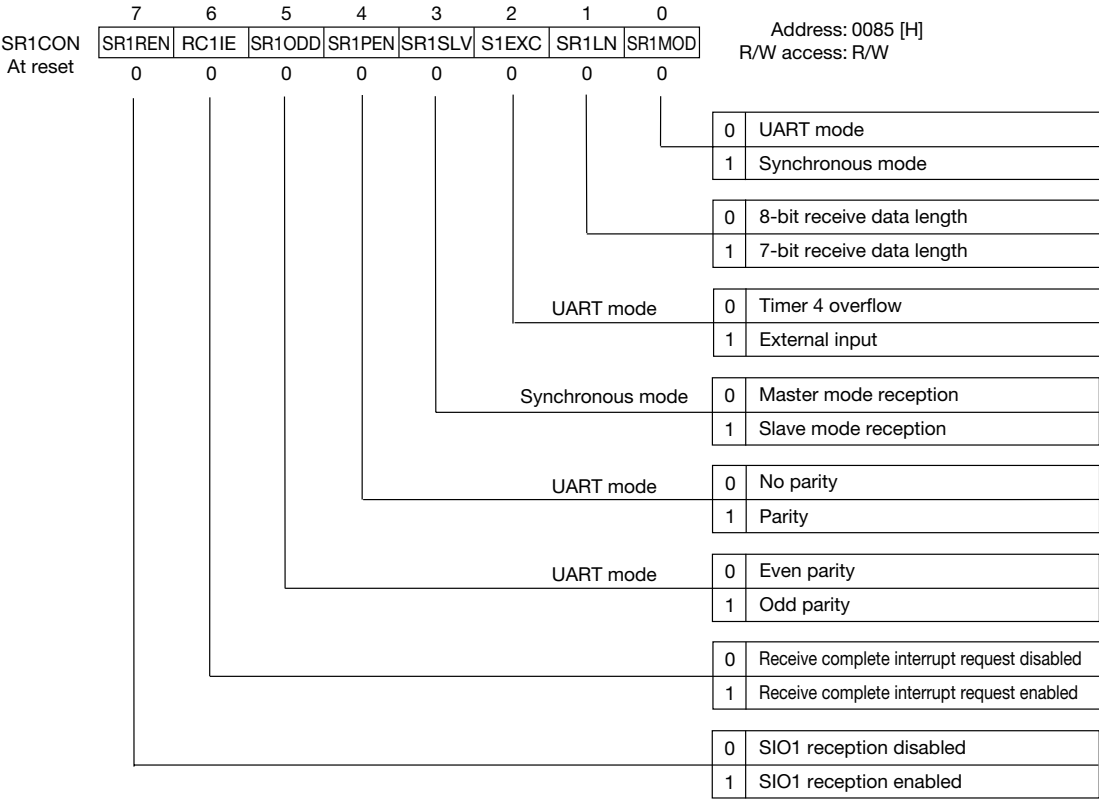 7 6 5 4 3 2 1 0
Address: 0085 [H]
SR1CON SR1REN RC1IE SR1ODD SR1PEN SR1SLV S1EXC SR1LN SR1MOD
R/W access: R/W
At reset 0 0 0 0 0 0 0 0
0 UART mode
1 Synchronous mode
0 8-bit receive data length
1 7-bit receive data length
UART mode 0 Timer 4 overflow
1 External input
Synchronous mode 0 Master mode reception
1 Slave mode reception
UART mode 0 No parity
1 Parity
UART mode 0 Even parity
1 Odd parity
0 Receive complete interrupt request disabled
1 Receive complete interrupt request enabled
0 SIO1 reception disabled
1 SIO1 reception enabled